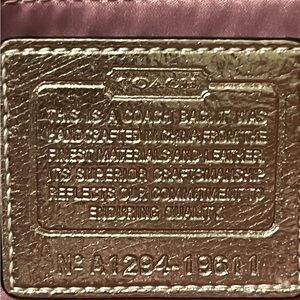 COACH
THIS IS A COACH BAG. IT WAS
HANDCRAFTED IN CHINA FROM THE
FINEST MATERIALS AND LEATHER.
ITS SUPERIOR CRAFTSMANSHIP
REFLECTS OUR COMMITMENT TO
ENDURING QUALITY.
Nº A1294-19611